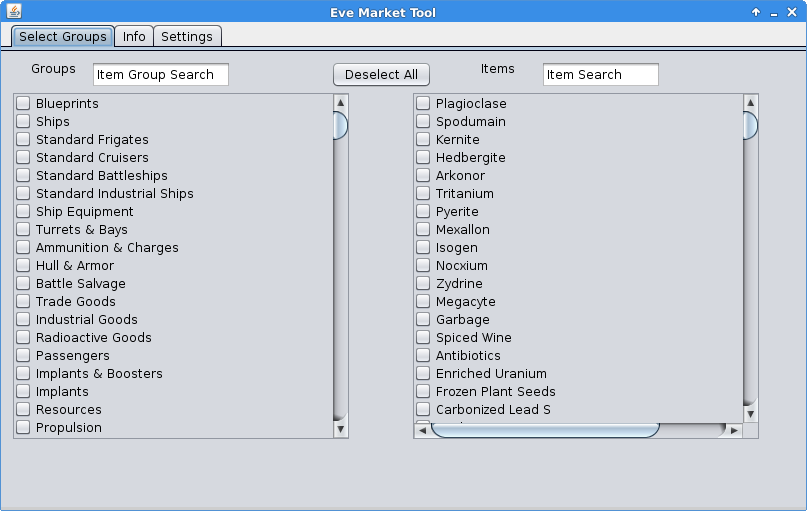 Eve Market Tool
Select Groups Info Settings
Groups Item Group Search Deselect All Items Item Search
Blueprints
Ships
Standard Frigates
Standard Cruisers
Standard Battleships
Standard Industrial Ships
Ship Equipment
Turrets & Bays
Ammunition & Charges
Hull & Armor
Battle Salvage
Trade Goods
Industrial Goods
Radioactive Goods
Passengers
Implants & Boosters
Implants
Resources
Propulsion
Plagioclase
Spodumain
Kernite
Hedbergite
Arkonor
Tritanium
Pyerite
Mexallon
Isogen
Nocxium
Zydrine
Megacyte
Garbage
Spiced Wine
Antibiotics
Enriched Uranium
Frozen Plant Seeds
Carbonized Lead S